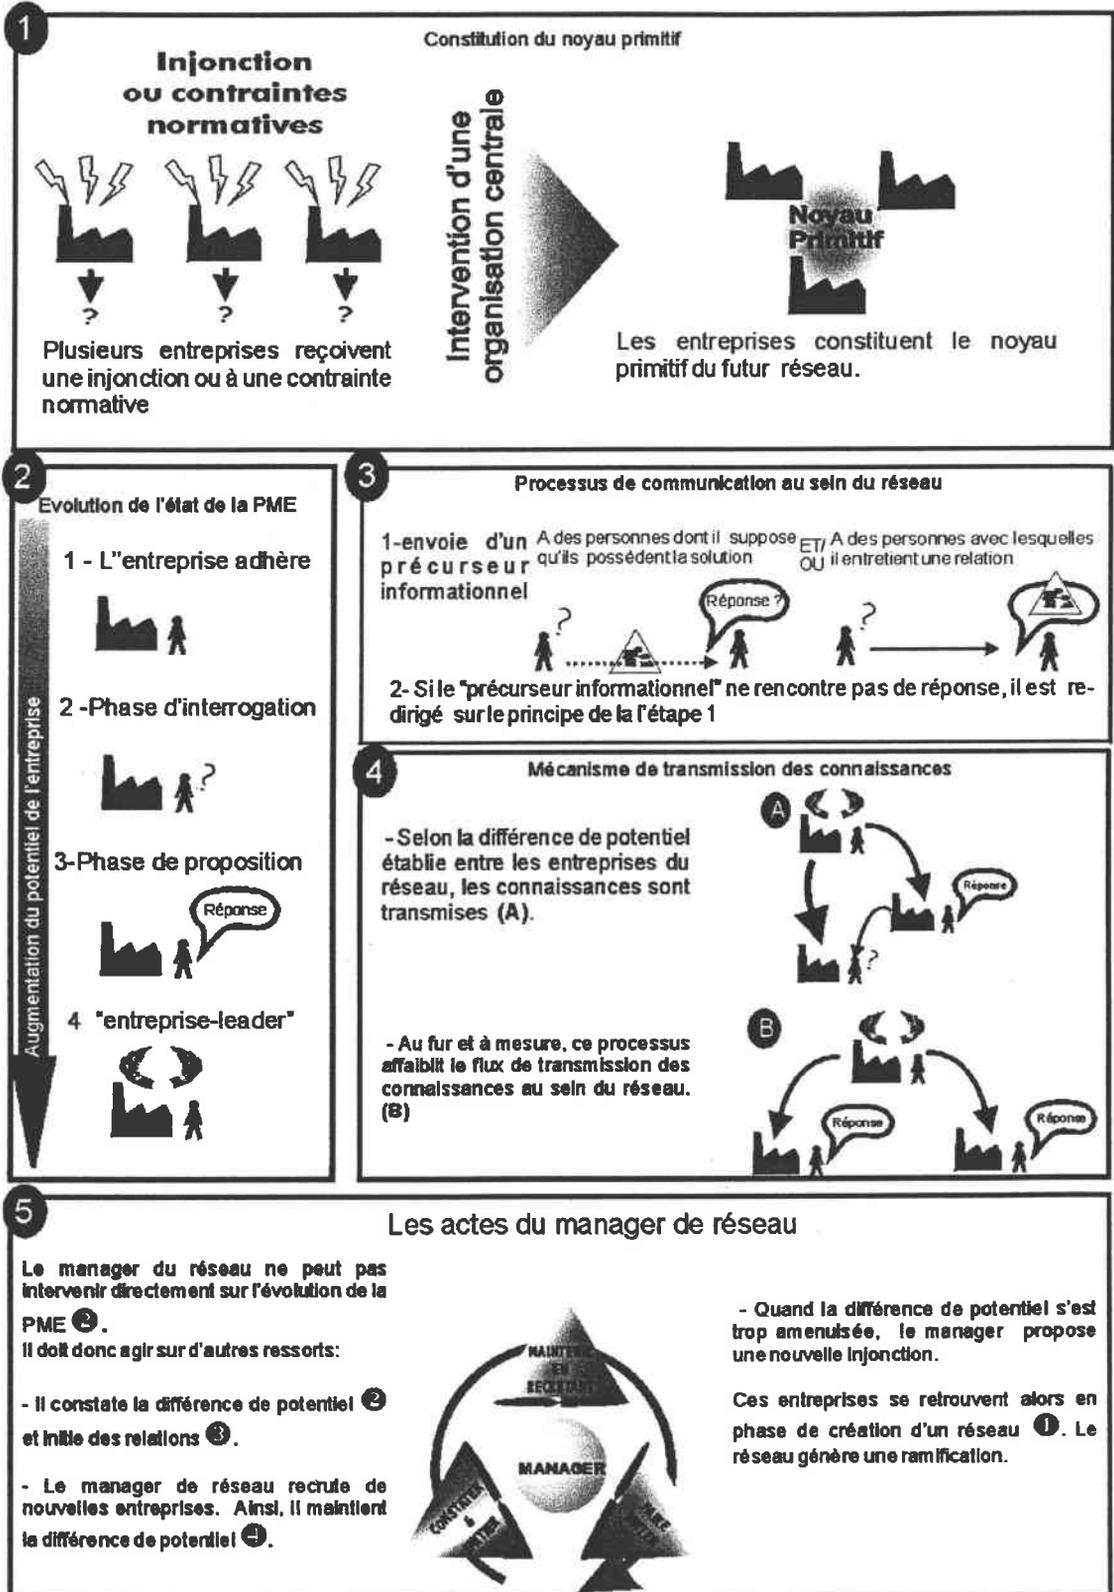 1
Constitution du noyau primitif
Injonction
ou contraintes
normatives
Intervention d'une
organisation centrale
Noyau
Primitif
?
?
?
Plusieurs entreprises reçoivent
une injonction ou à une contrainte
normative
Les entreprises constituent le noyau
primitif du futur réseau.
2
Evolution de l'état de la PME
Augmentation du potentiel de l'entreprise
1 - L''entreprise adhère
2 -Phase d'interrogation
?
3-Phase de proposition
Réponse
4 "entreprise-leader"
3
Processus de communication au sein du réseau
1-envoie d'un
précurseur
informationnel
A des personnes dont il suppose
qu'ils possèdent la solution
ET/
OU
A des personnes avec lesquelles
il entretient une relation
?
Réponse ?
?
2- Si le "précurseur informationnel" ne rencontre pas de réponse, il est re-
dirigé sur le principe de la l'étape 1
4
Mécanisme de transmission des connaissances
- Selon la différence de potentiel
établie entre les entreprises du
réseau, les connaissances sont
transmises (A).
A
Réponse
?
- Au fur et à mesure, ce processus
affaiblit le flux de transmission des
connaissances au sein du réseau.
(B)
B
Réponse
Réponse
5
Les actes du manager de réseau
Le manager du réseau ne peut pas
intervenir directement sur l'évolution de la
PME 2.
Il doit donc agir sur d'autres ressorts:
- Il constate la différence de potentiel 2
et initie des relations 3.
- Le manager de réseau recrute de
nouvelles entreprises. Ainsi, il maintient
la différence de potentiel 4.
EN
MANAGER
CONSTATER
&
FAIRE
- Quand la différence de potentiel s'est
trop amenuisée, le manager propose
une nouvelle injonction.
Ces entreprises se retrouvent alors en
phase de création d'un réseau 1. Le
réseau génère une ramification.